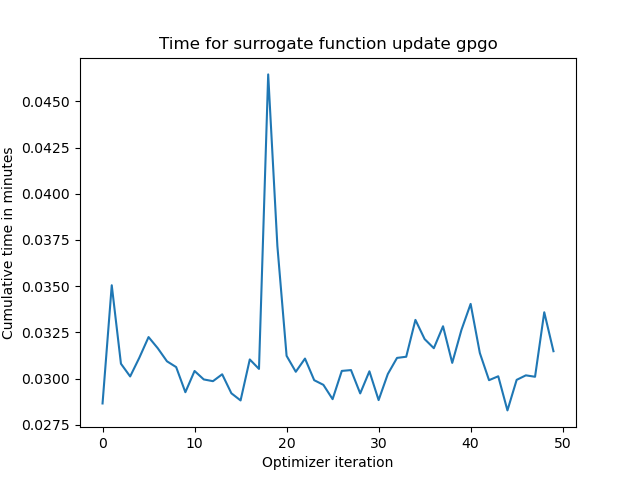 Time for surrogate function update gpgo
Cumulative time in minutes
0.0450
0.0425
0.0400
0.0375
0.0350
0.0325
0.0300
0.0275
0 10 20 30 40 50
Optimizer iteration